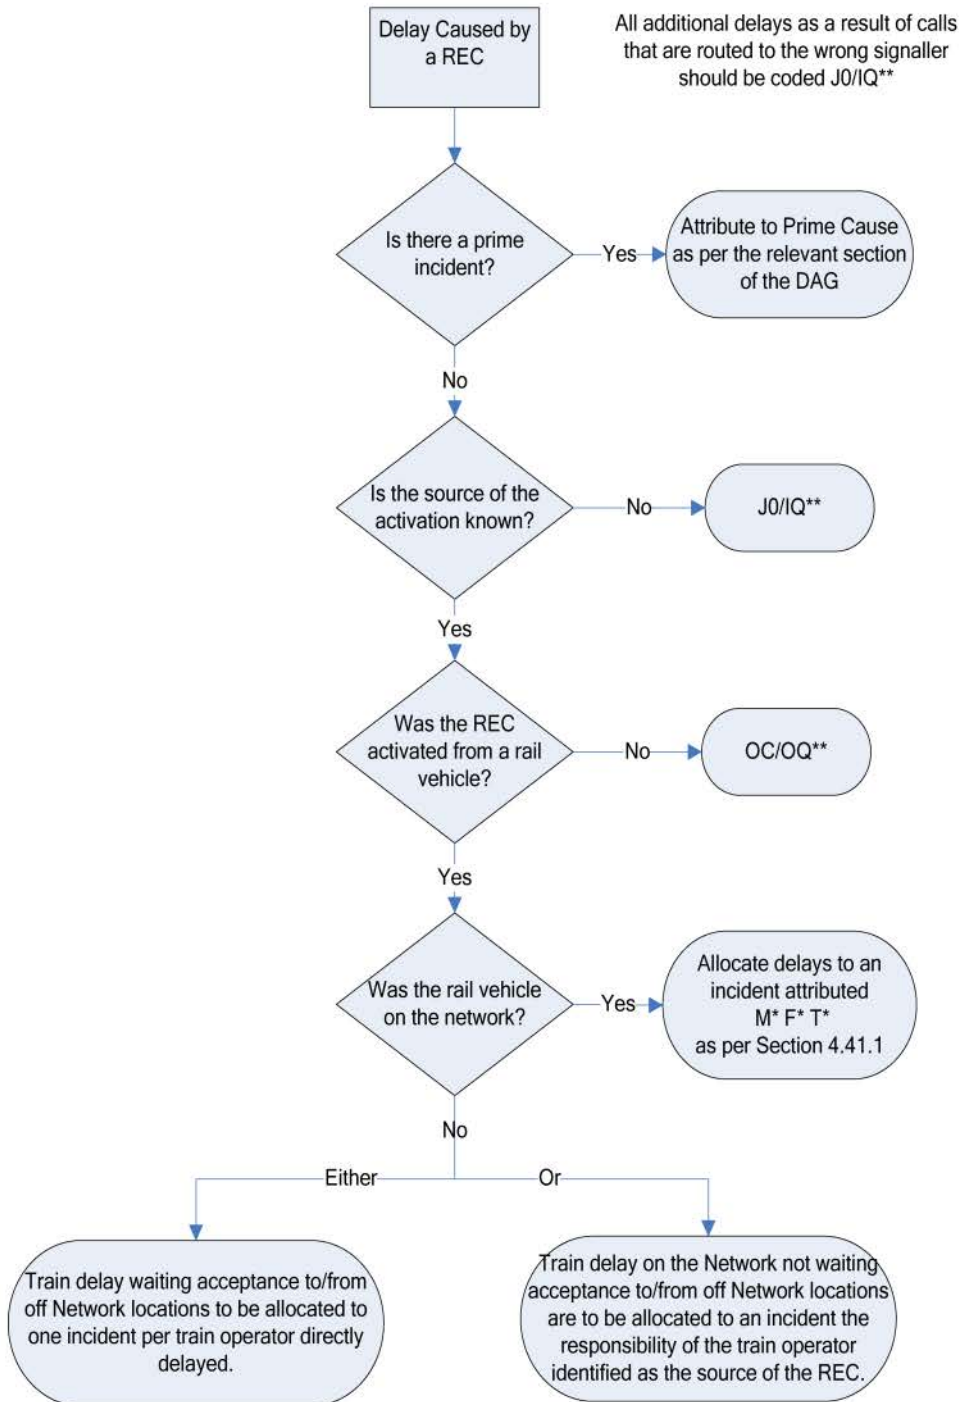 Delay Caused by
a REC
All additional delays as a result of calls
that are routed to the wrong signaller
should be coded J0/IQ**
Is there a prime
incident?
Yes
Attribute to Prime Cause
as per the relevant section
of the DAG
No
Is the source of the
activation known?
No
J0/IQ**
Yes
Was the REC
activated from a rail
vehicle?
No
OC/OQ**
Yes
Was the rail vehicle
on the network?
Yes
Allocate delays to an
incident attributed
M* F* T*
as per Section 4.41.1
No
Either
Or
Train delay waiting acceptance to/from
off Network locations to be allocated to
one incident per train operator directly
delayed.
Train delay on the Network not waiting
acceptance to/from off Network locations
are to be allocated to an incident the
responsibility of the train operator
identified as the source of the REC.